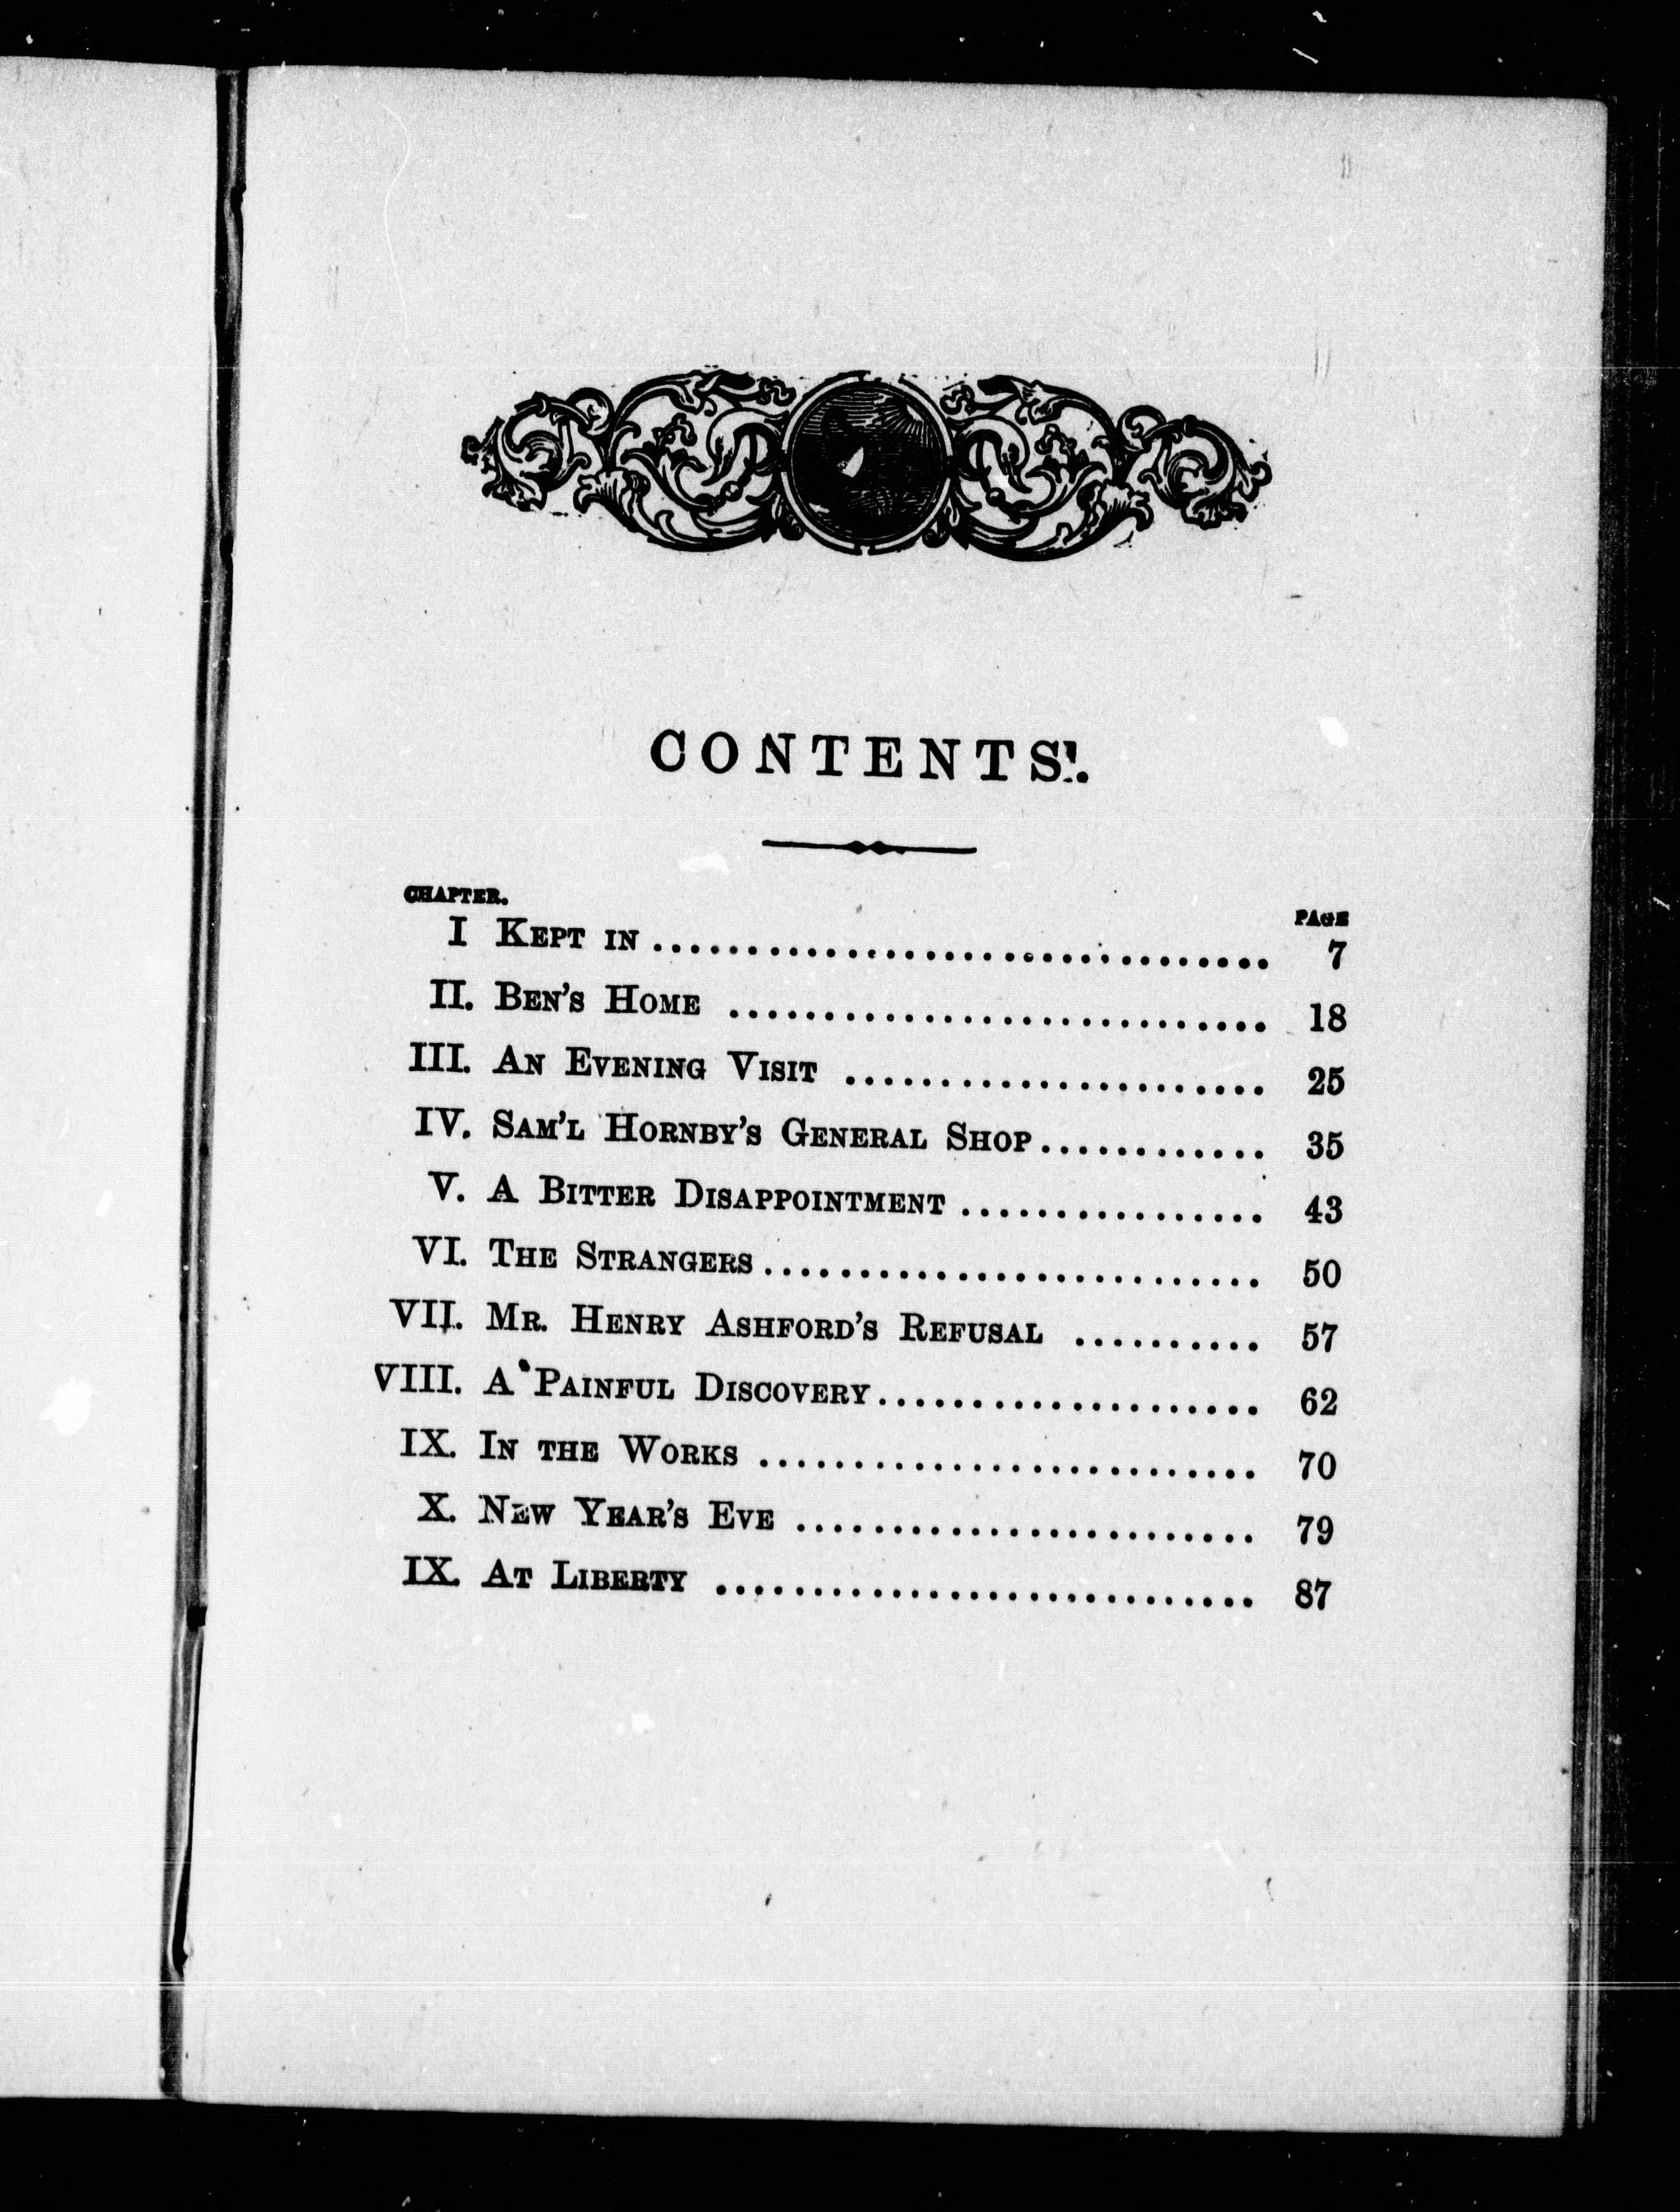 CONTENTS.
CHAPTER.
PAGE
I KEPT IN .................................. 7
II. BEN'S HOME ............................. 18
III. AN EVENING VISIT ....................... 25
IV. SAM'L HORNBY'S GENERAL SHOP............ 35
V. A BITTER DISAPPOINTMENT ................ 43
VI. THE STRANGERS........................... 50
VII. MR. HENRY ASHFORD'S REFUSAL .......... 57
VIII. A PAINFUL DISCOVERY.................... 62
IX. IN THE WORKS ........................... 70
X. NEW YEAR'S EVE ......................... 79
IX. AT LIBERTY ............................. 87